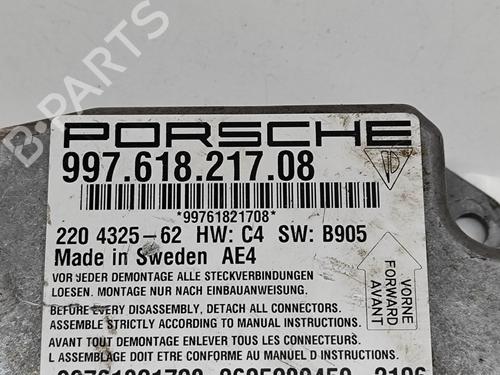 PORSCHE
997.618.217.08
*99761821708*
220 4325-62 HW: C4 SW: B905
Made in Sweden AE4
VOR JEDER DEMONTAGE ALLE STECKVERBINDUNGEN
LOESEN. MONTAGE NUR NACH EINBAUANWEISUNG.
BEFORE EVERY DISASSEMBLY, DETACH ALL CONNECTORS.
ASSEMBLE STRICTLY ACCORDING TO MANUAL INSTRUCTIONS.
AVANT TOUT DEMONTAGE ENLEVER TOUS LES CONNECTEURS.
L ASSEMBLAGE DOIT ETRE CONFORME AU MANUEL D INSTRUCTIONS.
VORNE
FORWARD
AVANT
B-PARTS